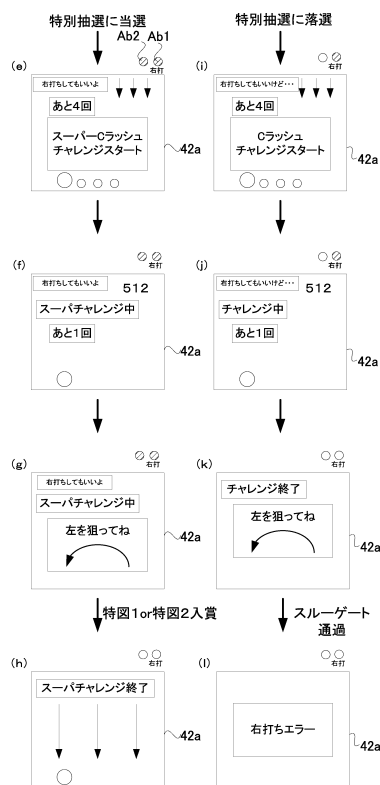 特別抽選に当選
特別抽選に落選
Ab2 Ab1
(e)
右打
右打ちしてもいいよ
あと4回
スーパーCラッシュ
チャレンジスタート
42a
(i)
右打
右打ちしてもいいけど・・・
あと4回
Cラッシュ
チャレンジスタート
42a
(f)
右打
右打ちしてもいいよ
512
スーパチャレンジ中
あと1回
42a
(j)
右打
右打ちしてもいいけど・・・
512
チャレンジ中
あと1回
42a
(g)
右打
右打ちしてもいいよ
スーパチャレンジ中
左を狙ってね
42a
(k)
右打
チャレンジ終了
左を狙ってね
42a
特図1or特図2入賞
スルーゲート
通過
(h)
右打
スーパチャレンジ終了
42a
(l)
右打
右打ちエラー
42a